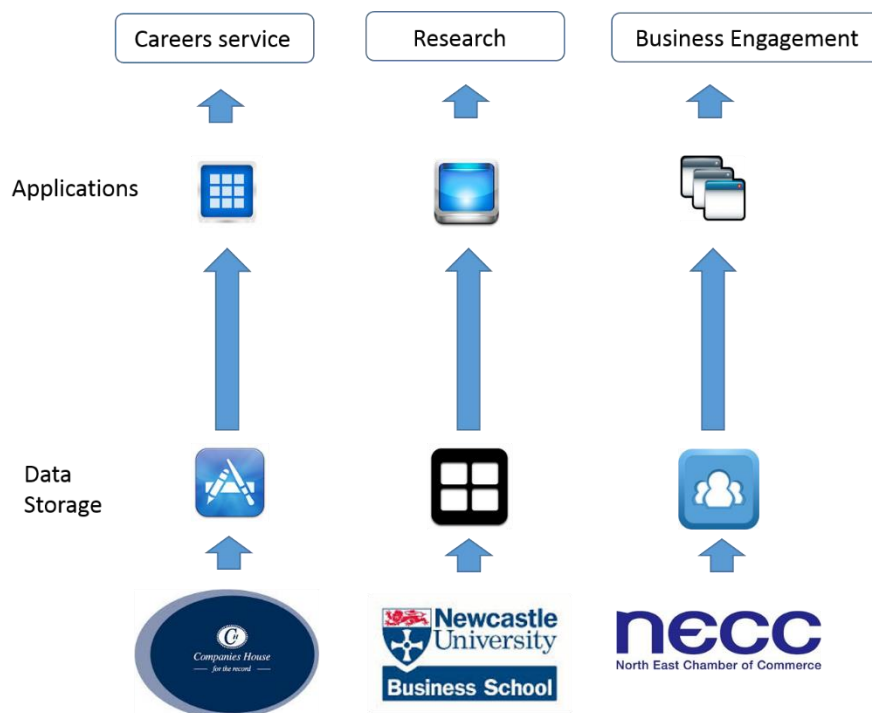 Careers service
Research
Business Engagement
Applications
Data
Storage
CH
Companies House
for the record
Newcastle
University
Business School
necc
North East Chamber of Commerce